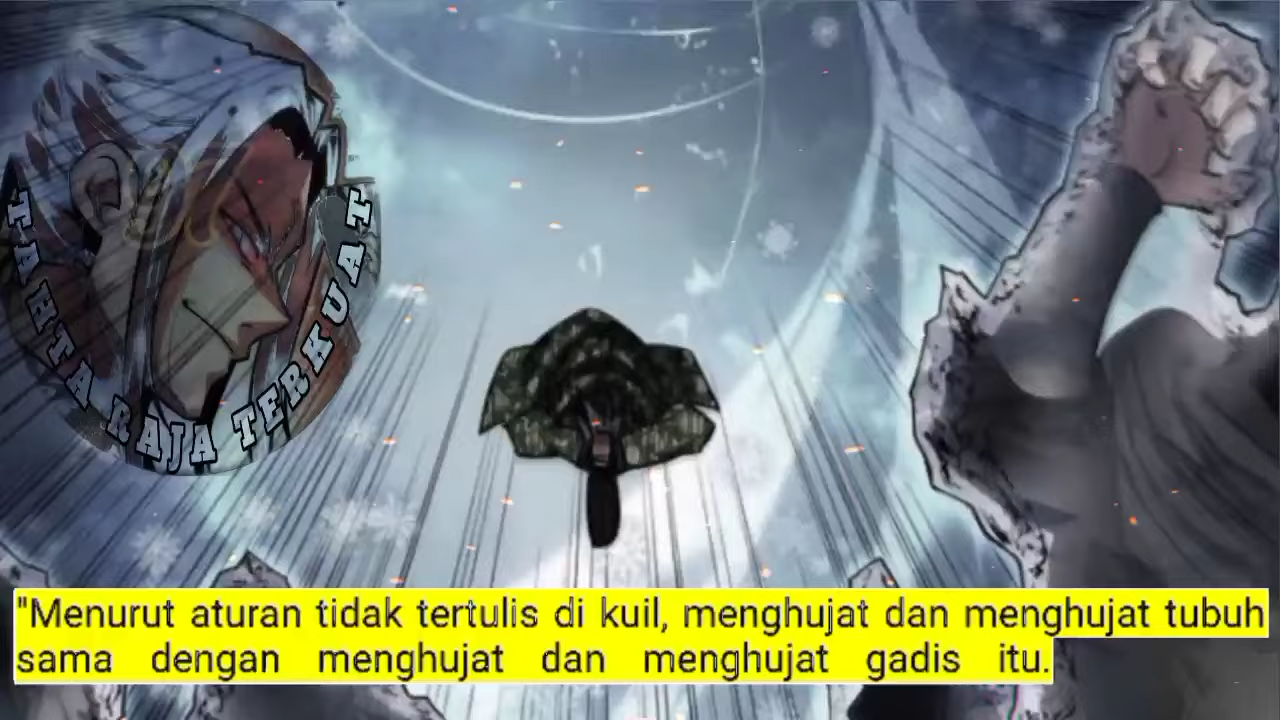 TAHTA RAJA TERKUAT
"Menurut aturan tidak tertulis di kuil, menghujat dan menghujat tubuh
sama dengan menghujat dan menghujat gadis itu.